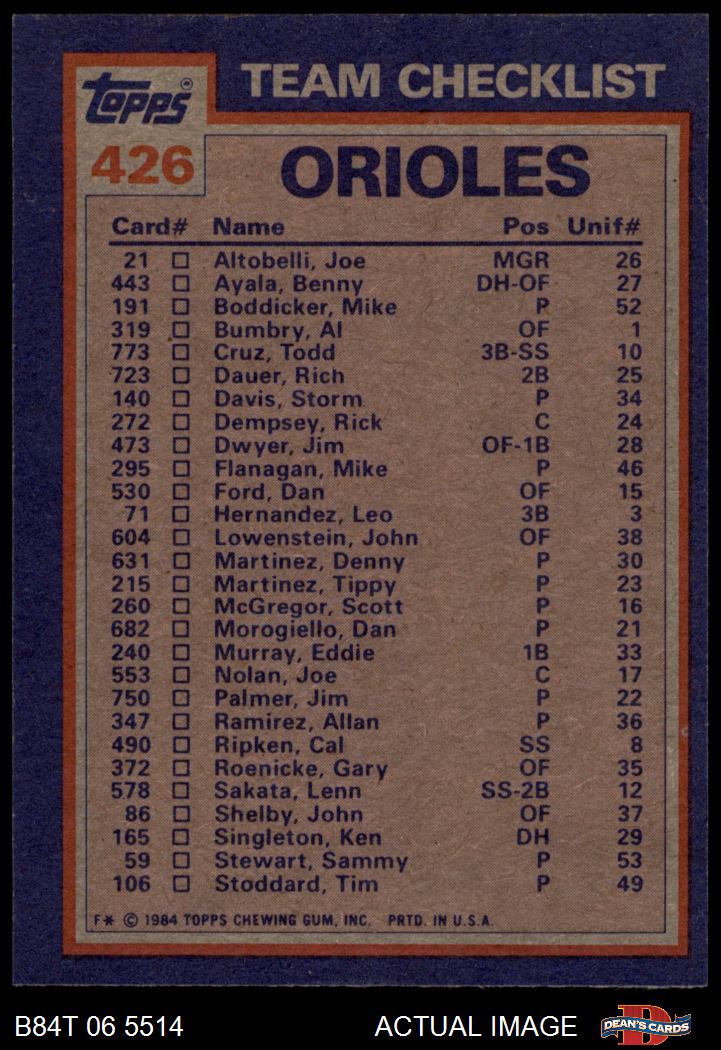 TEAM CHECKLIST
Topps®
426
ORIOLES
Card# Name Pos Unif#
21 Altobelli, Joe MGR 26
443 Ayala, Benny DH-OF 27
191 Boddicker, Mike P 52
319 Bumbry, Al OF 1
773 Cruz, Todd 3B-SS 10
723 Dauer, Rich 2B 25
140 Davis, Storm P 34
272 Dempsey, Rick C 24
473 Dwyer, Jim OF-1B 28
295 Flanagan, Mike P 46
530 Ford, Dan OF 15
71 Hernandez, Leo 3B 3
604 Lowenstein, John OF 38
631 Martinez, Denny P 30
215 Martinez, Tippy P 23
260 McGregor, Scott P 16
682 Morogiello, Dan P 21
240 Murray, Eddie 1B 33
553 Nolan, Joe C 17
750 Palmer, Jim P 22
347 Ramirez, Allan P 36
490 Ripken, Cal SS 8
372 Roenicke, Gary OF 35
578 Sakata, Lenn SS-2B 12
86 Shelby, John OF 37
165 Singleton, Ken DH 29
59 Stewart, Sammy P 53
106 Stoddard, Tim P 49
F* © 1984 TOPPS CHEWING GUM, INC. PRTD. IN U.S.A.
B84T 06 5514 ACTUAL IMAGE D DEAN'S CARDS